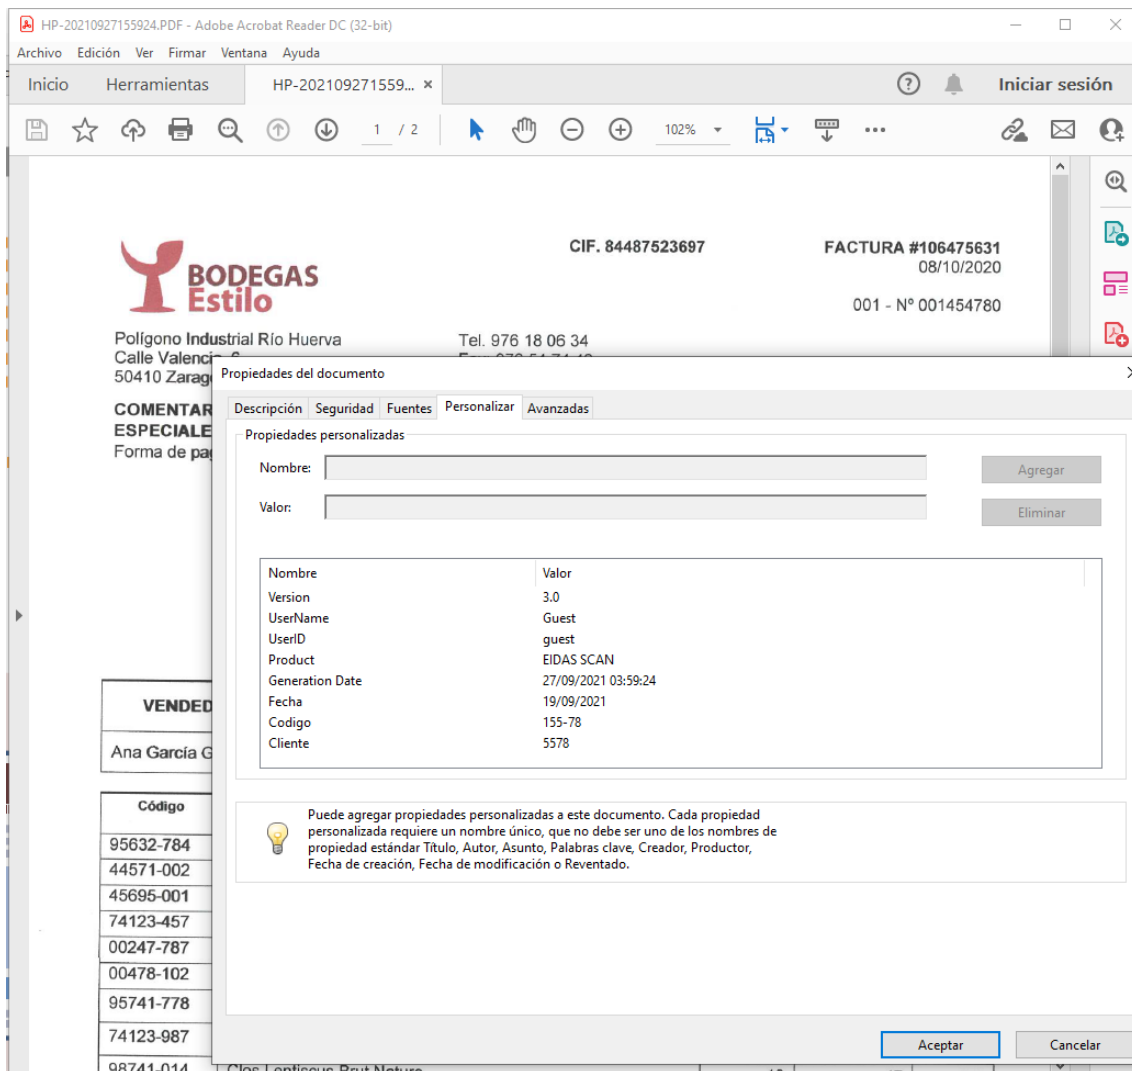 HP-20210927155924.PDF - Adobe Acrobat Reader DC (32-bit)
Archivo Edición Ver Firmar Ventana Ayuda
Inicio Herramientas HP-202109271559... × Iniciar sesión
1 / 2 102%
BODEGAS
Estilo
CIF. 84487523697
FACTURA #106475631
08/10/2020
001 - Nº 001454780
Polígono Industrial Río Huerva
Calle Valencia, 6
50410 Zarag
Tel. 976 18 06 34
COMENTAR
ESPECIALE
Forma de pag
Propiedades del documento
Descripción Seguridad Fuentes Personalizar Avanzadas
Propiedades personalizadas
Nombre: Agregar
Valor: Eliminar
Nombre Valor
Version 3.0
UserName Guest
UserID guest
Product EIDAS SCAN
Generation Date 27/09/2021 03:59:24
Fecha 19/09/2021
Codigo 155-78
Cliente 5578
Puede agregar propiedades personalizadas a este documento. Cada propiedad
personalizada requiere un nombre único, que no debe ser uno de los nombres de
propiedad estándar Título, Autor, Asunto, Palabras clave, Creador, Productor,
Fecha de creación, Fecha de modificación o Reventado.
Aceptar Cancelar
VENDED
Ana García G
Código
95632-784
44571-002
45695-001
74123-457
00247-787
00478-102
95741-778
74123-987
98741-014 Clos Lentiscus Brut Nature